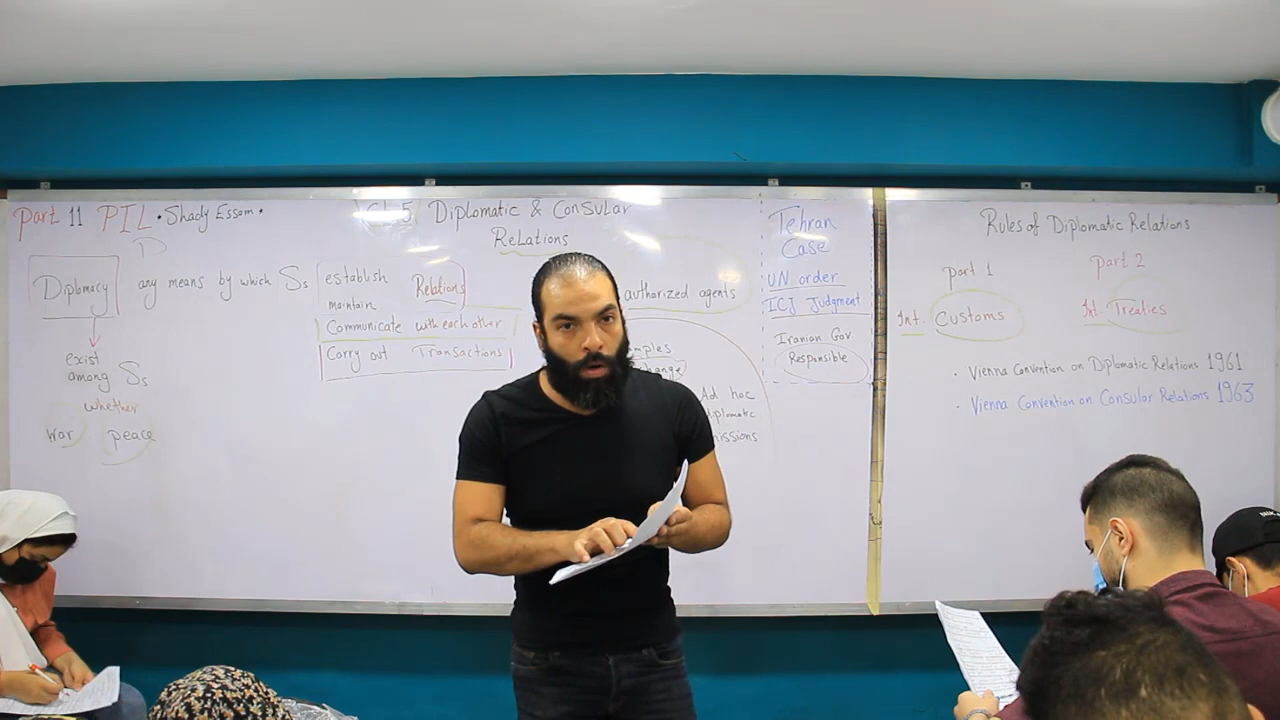 Part 11 PIL • Shady Essam •
Ch 5 Diplomatic & Consular
Relations
Diplomacy any means by which Ss
exist
among Ss
whether
war peace
establish
maintain
Relations
Communicate with each other
Carry out Transactions
authorized agents
Ad hoc
Tehran
Case
UN order
ICJ Judgment
Iranian Gov
Responsible
Rules of Diplomatic Relations
part 1
Int. Customs
part 2
Int. Treaties
• Vienna Convention on Diplomatic Relations 1961
• Vienna Convention on Consular Relations 1963